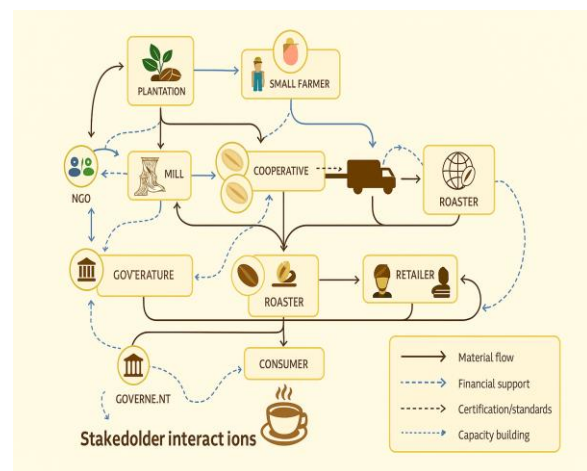 PLANTATION
SMALL FARMER
NGO
MILL
COOPERATIVE
ROASTER
GOV'ERATURE
ROASTER
RETAILER
GOVERNE.NT
CONSUMER
Material flow
Financial support
Certification/standards
Capacity building
Stakedolder interact ions